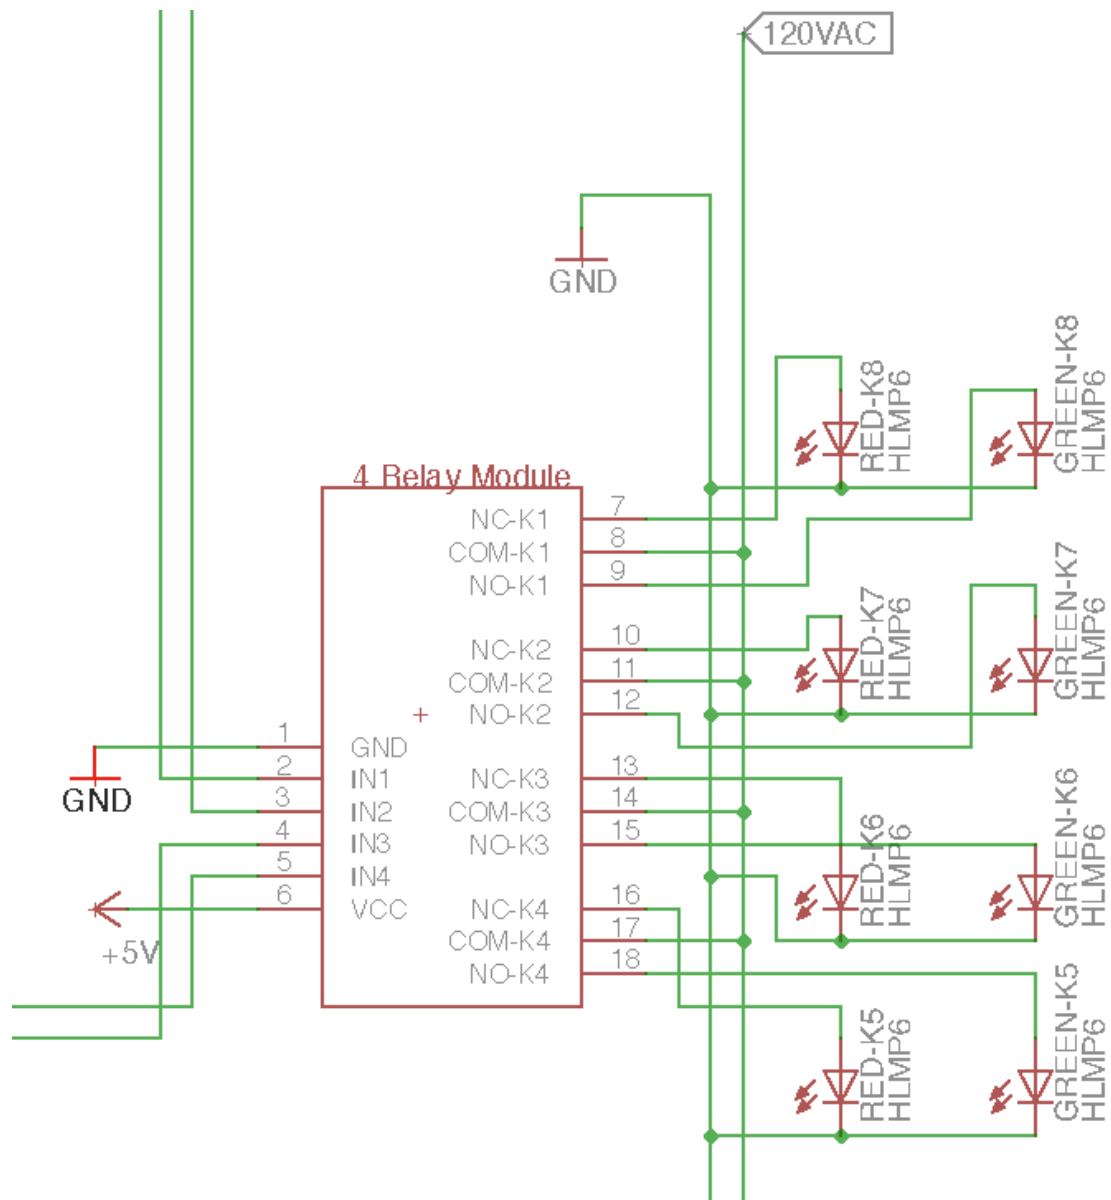 120VAC
GND
RED-K8
HLMP6
GREEN-K8
HLMP6
4 Relay Module
NC-K1
7
COM-K1
8
NO-K1
9
RED-K7
HLMP6
GREEN-K7
HLMP6
NC-K2
10
COM-K2
11
NO-K2
12
1
GND
GND
2
IN1
3
IN2
4
IN3
5
IN4
6
VCC
+5V
NC-K3
13
COM-K3
14
NO-K3
15
RED-K6
HLMP6
GREEN-K6
HLMP6
NC-K4
16
COM-K4
17
NO-K4
18
RED-K5
HLMP6
GREEN-K5
HLMP6